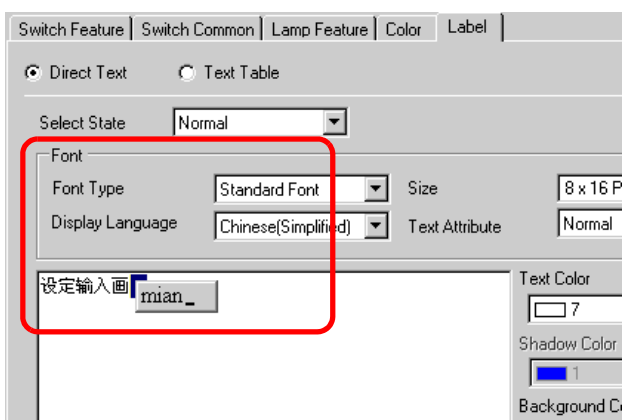 Switch Feature Switch Common Lamp Feature Color Label
Direct Text Text Table
Select State Normal
Font
Font Type Standard Font Size 8 x 16 P
Display Language Chinese(Simplified) Text Attribute Normal
设定输入画 mian_
Text Color
7
Shadow Color
1
Background Co